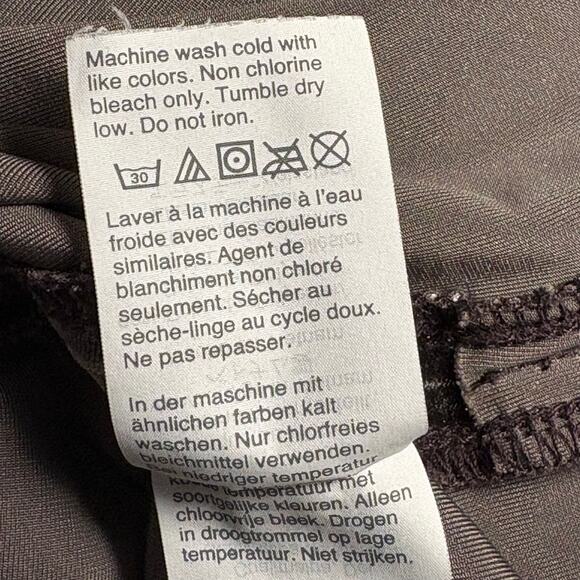 Machine wash cold with
like colors. Non chlorine
bleach only. Tumble dry
low. Do not iron.
30
Laver à la machine à l'eau
froide avec des couleurs
similaires. Agent de
blanchiment non chloré
seulement. Sécher au
sèche-linge au cycle doux.
Ne pas repasser.
In der maschine mit
ähnlichen farben kalt
waschen. Nur chlorfreies
bleichmittel verwenden.
niedriger temperatur
temperatuur met
soortgelijke kleuren. Alleen
chloorvrije bleek. Drogen
in droogtrommel op lage
temperatuur. Niet strijken.